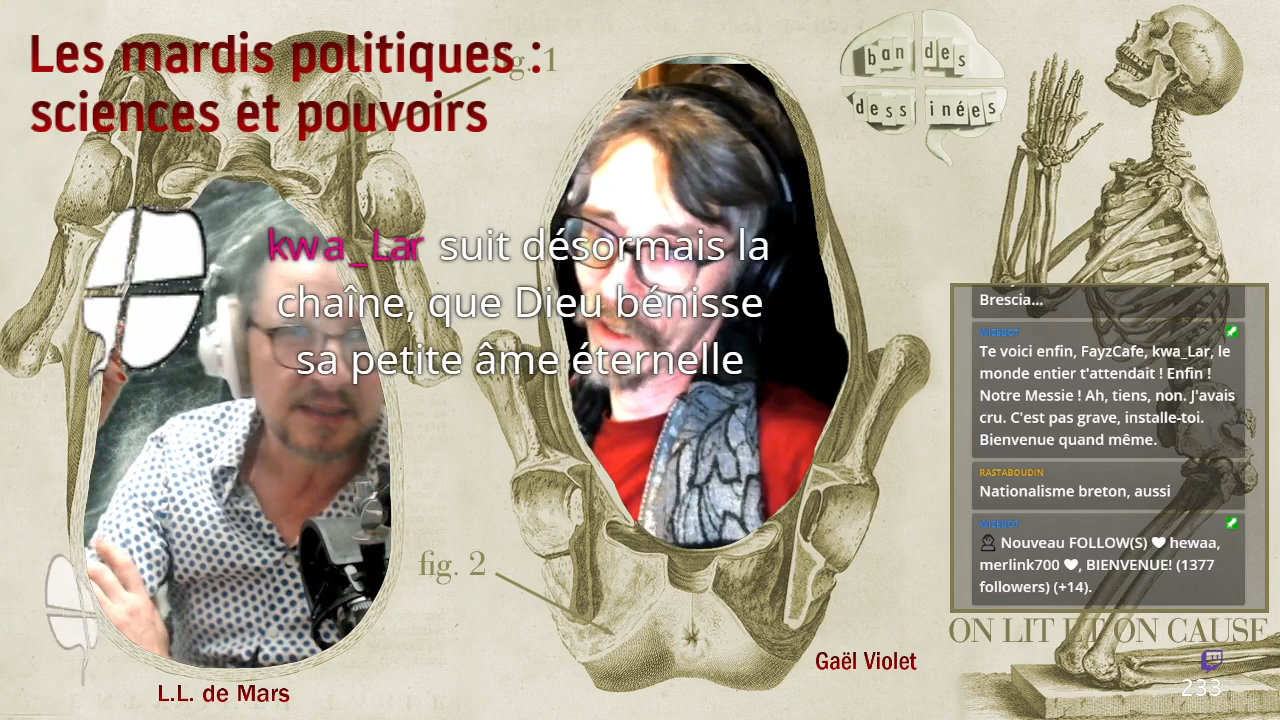 Les mardis politiques :
sciences et pouvoirs
fig. 1
ban des
dess inées
kwa_Lar suit désormais la
chaîne, que Dieu bénisse
sa petite âme éternelle
Brescia...
Te voici enfin, FayzCafe, kwa_Lar, le
monde entier t'attendait ! Enfin !
Notre Messie ! Ah, tiens, non. J'avais
cru. C'est pas grave, installe-toi.
Bienvenue quand même.
RASTABOUDIN
Nationalisme breton, aussi
Nouveau FOLLOW(S) hewaa,
merlink700, BIENVENUE! (1377
followers) (+14).
fig. 2
ON LIT ET ON CAUSE
233
Gaël Violet
L.L. de Mars